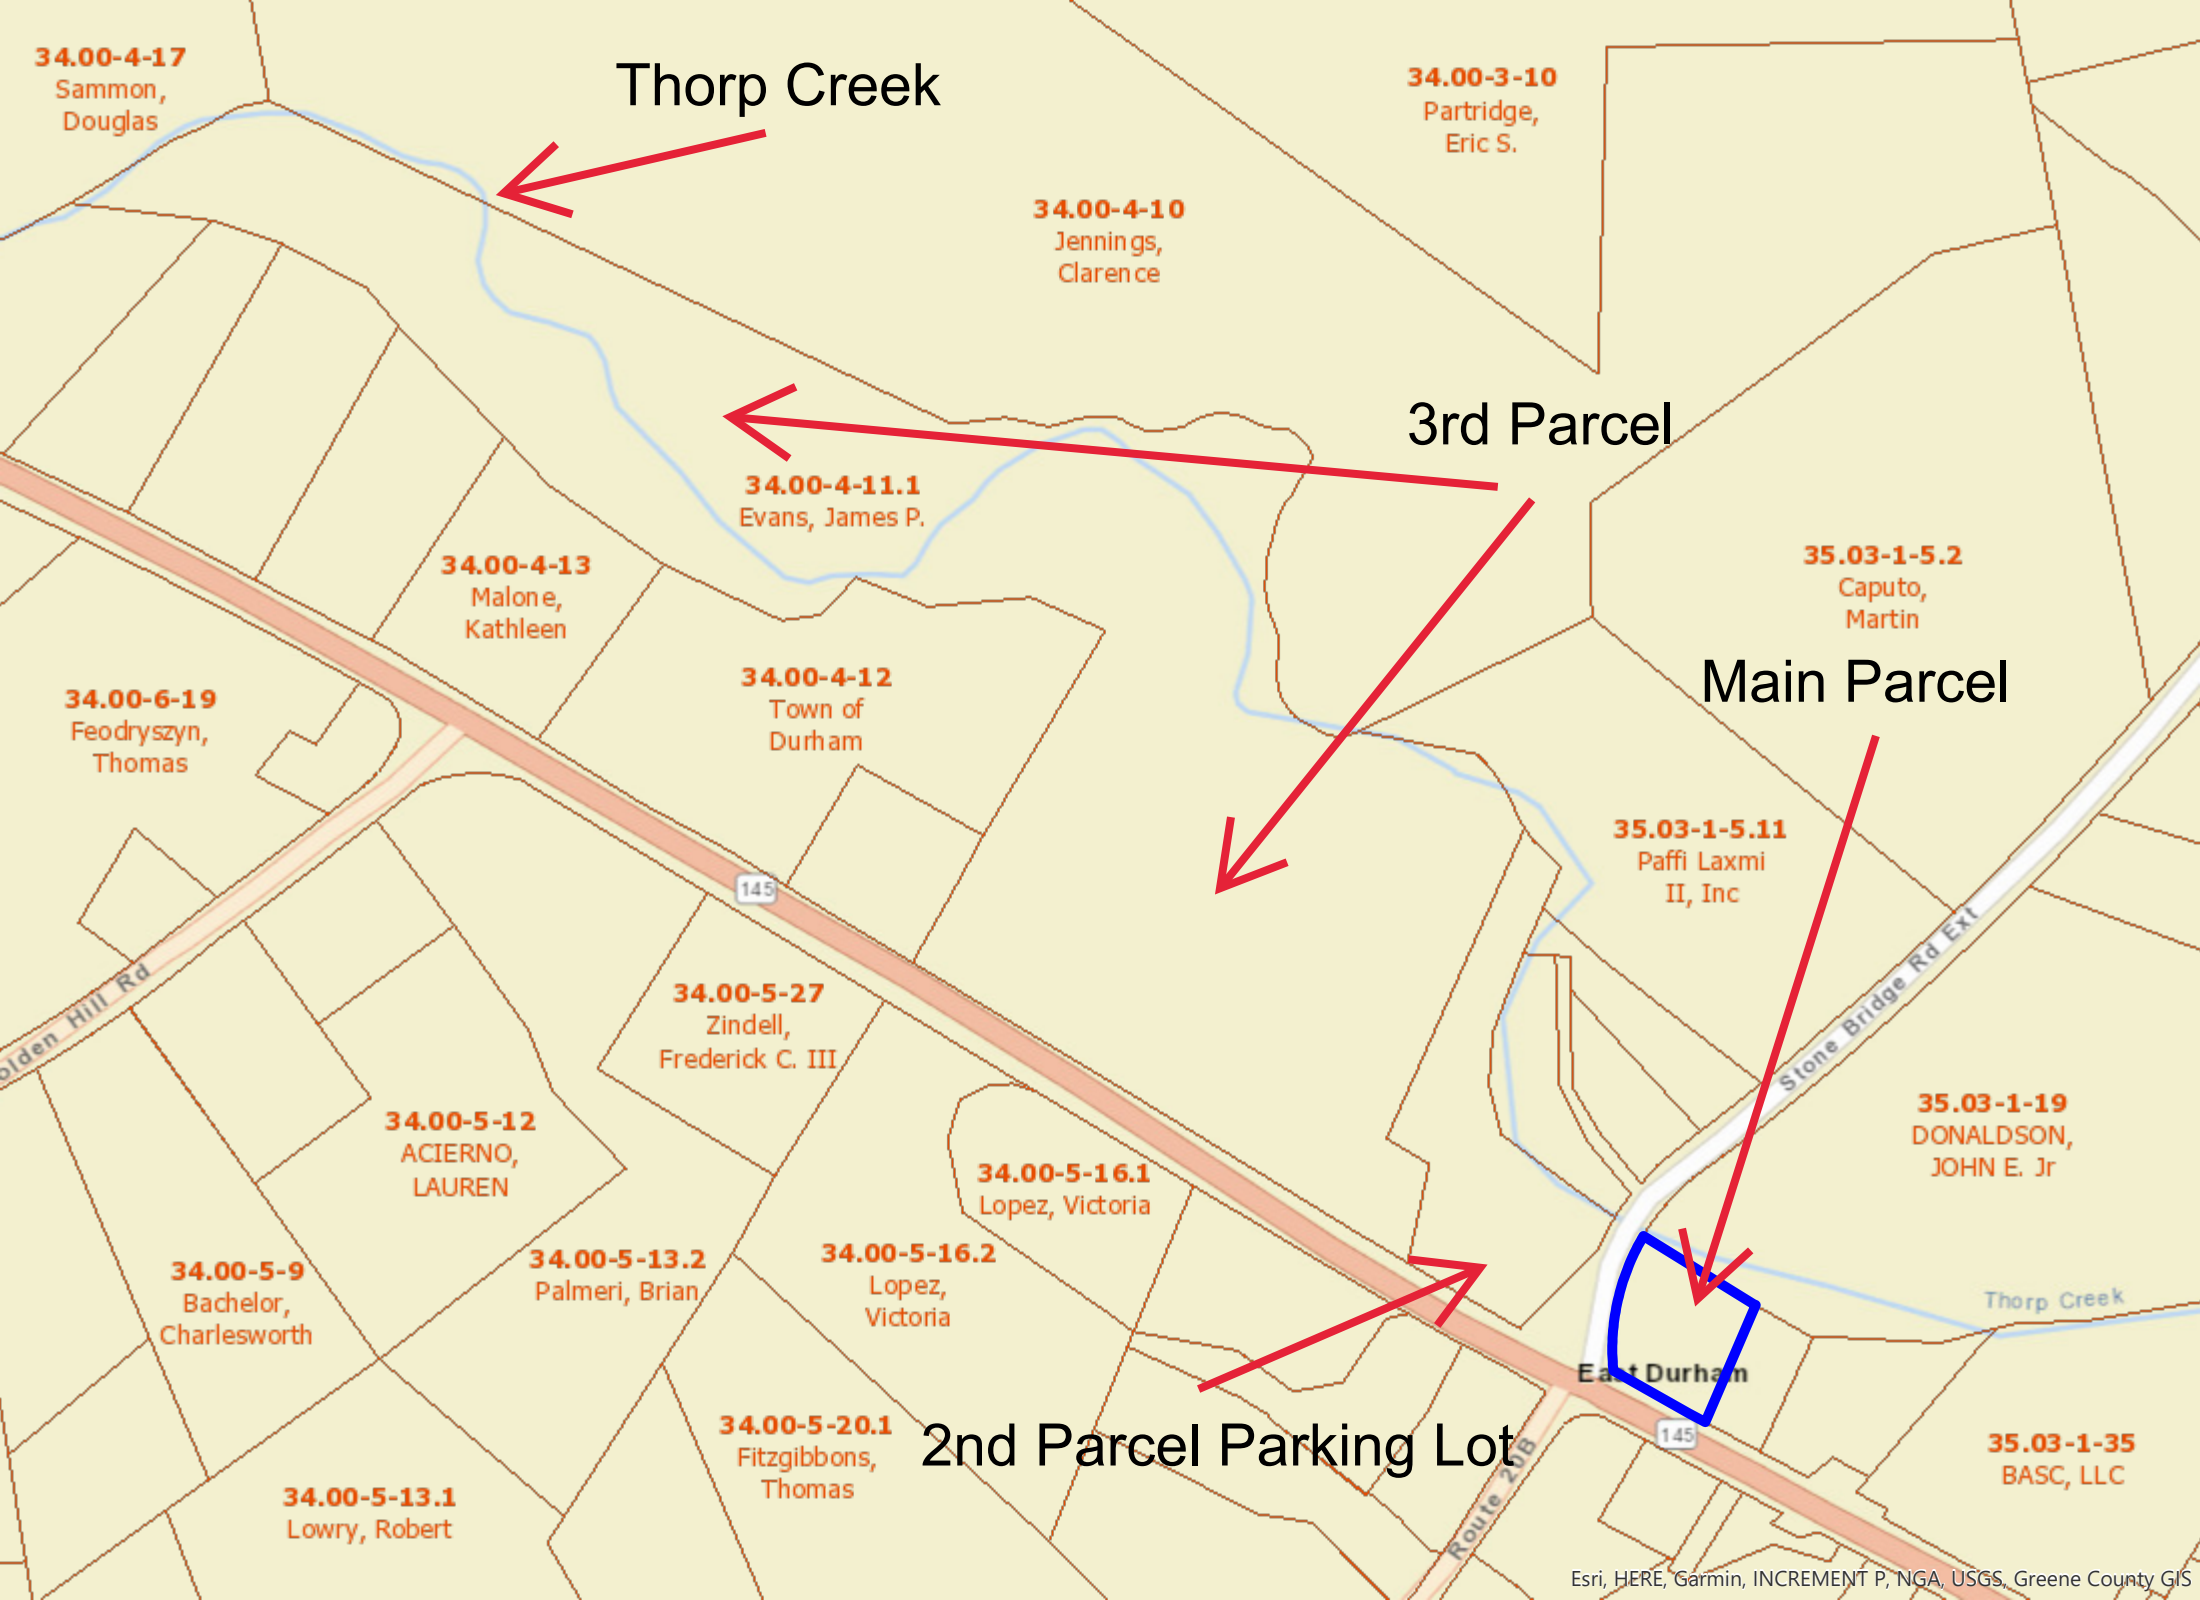 34.00-4-17
Sammon,
Douglas
Thorp Creek
34.00-3-10
Partridge,
Eric S.
34.00-4-10
Jennings,
Clarence
3rd Parcel
34.00-4-11.1
Evans, James P.
34.00-4-13
Malone,
Kathleen
35.03-1-5.2
Caputo,
Martin
Main Parcel
34.00-4-12
Town of
Durham
34.00-6-19
Feodryszyn,
Thomas
35.03-1-5.11
Paffi Laxmi
II, Inc
145
olden Hill Rd
Stone Bridge Rd Ext
34.00-5-27
Zindell,
Frederick C. III
34.00-5-12
ACIERNO,
LAUREN
35.03-1-19
DONALDSON,
JOHN E. Jr
34.00-5-16.1
Lopez, Victoria
34.00-5-16.2
Lopez,
Victoria
34.00-5-13.2
Palmeri, Brian
34.00-5-9
Bachelor,
Charlesworth
Thorp Creek
East Durham
145
2nd Parcel Parking Lot
34.00-5-20.1
Fitzgibbons,
Thomas
35.03-1-35
BASC, LLC
34.00-5-13.1
Lowry, Robert
Route 20B
Esri, HERE, Garmin, INCREMENT P, NGA, USGS, Greene County GIS